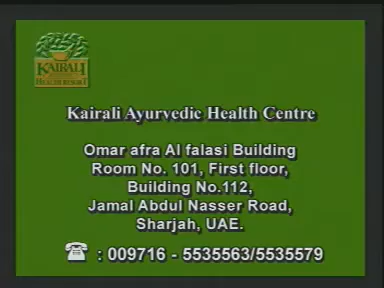 KAIRALI
HEALTH RESORT
Kairali Ayurvedic Health Centre
Omar afra Al falasi Building
Room No. 101, First floor,
Building No.112,
Jamal Abdul Nasser Road,
Sharjah, UAE.
: 009716 - 5535563/5535579